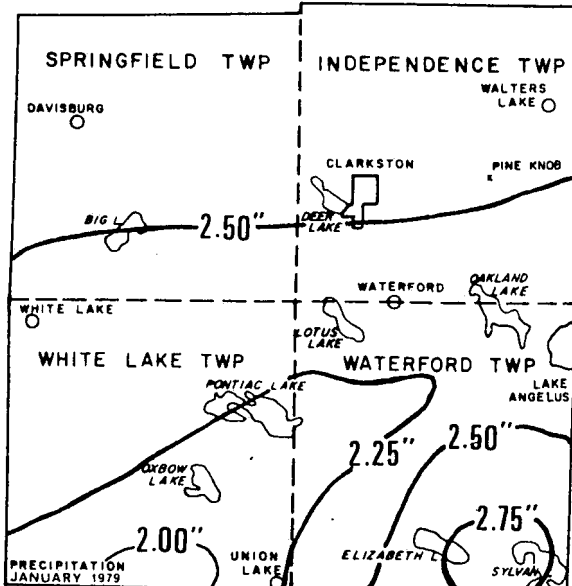 SPRINGFIELD TWP
INDEPENDENCE TWP
DAVISBURG
WALTERS
LAKE
CLARKSTON
PINE KNOB
BIG L
2.50"
DEER
LAKE
WATERFORD
OAKLAND
LAKE
WHITE LAKE
LOTUS
LAKE
WHITE LAKE TWP
WATERFORD TWP
PONTIAC LAKE
LAKE
ANGELUS
2.25"
2.50"
OXBOW
LAKE
2.00"
2.75"
PRECIPITATION
JANUARY 1979
UNION
LAKE
ELIZABETH L
SYLVAN